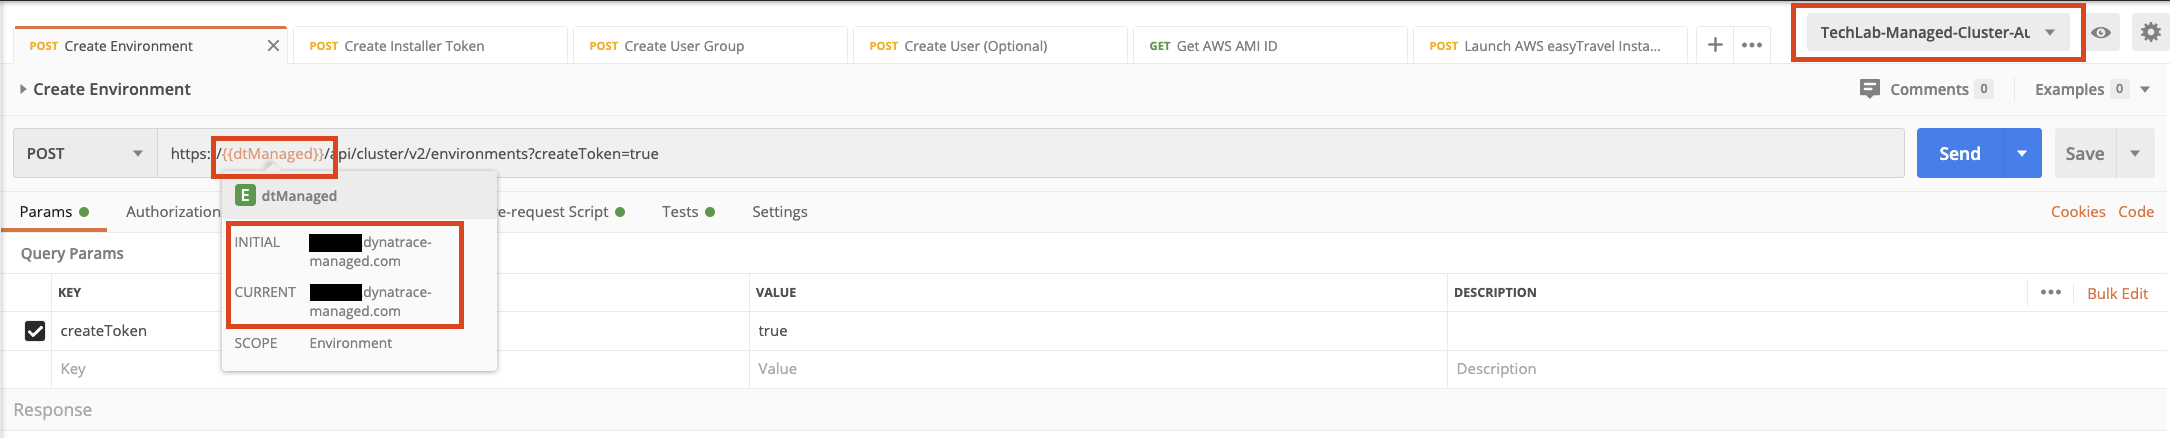 POST Create Environment
POST Create Installer Token
POST Create User Group
POST Create User (Optional)
GET Get AWS AMI ID
POST Launch AWS easyTravel Insta...
TechLab-Managed-Cluster-Au
Create Environment
Comments 0
Examples 0
POST
https://{{dtManaged}}/api/cluster/v2/environments?createToken=true
Send
Save
E dtManaged
Params
Authorization
e-request Script
Tests
Settings
Cookies Code
INITIAL dynatrace-
managed.com
CURRENT dynatrace-
managed.com
SCOPE Environment
Query Params
KEY
VALUE
DESCRIPTION
Bulk Edit
createToken
true
Key
Value
Description
Response